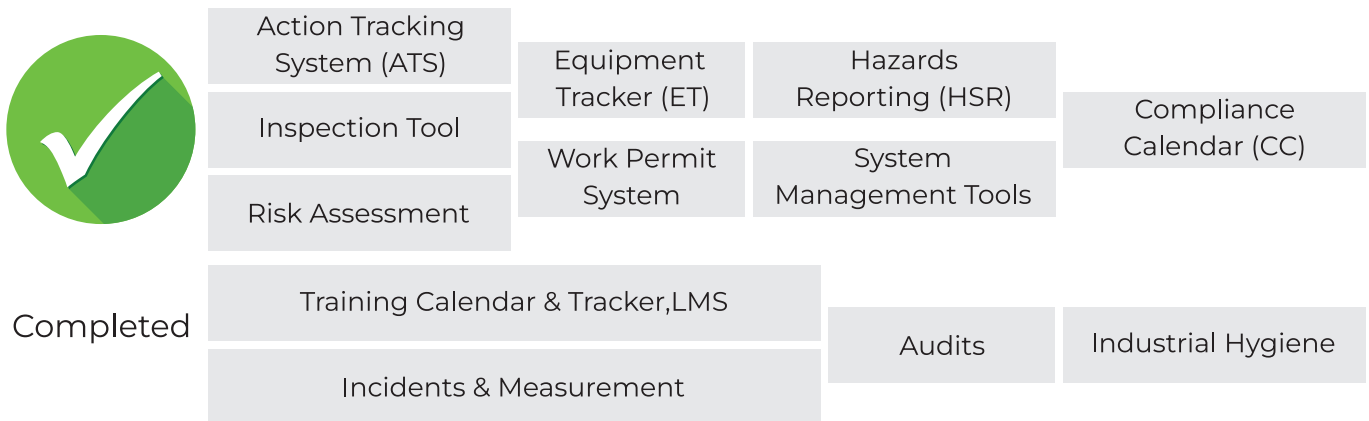 Action Tracking
System (ATS)
Inspection Tool
Risk Assessment
Equipment
Tracker (ET)
Work Permit
System
Hazards
Reporting (HSR)
System
Management Tools
Compliance
Calendar (CC)
Completed
Training Calendar & Tracker,LMS
Incidents & Measurement
Audits
Industrial Hygiene